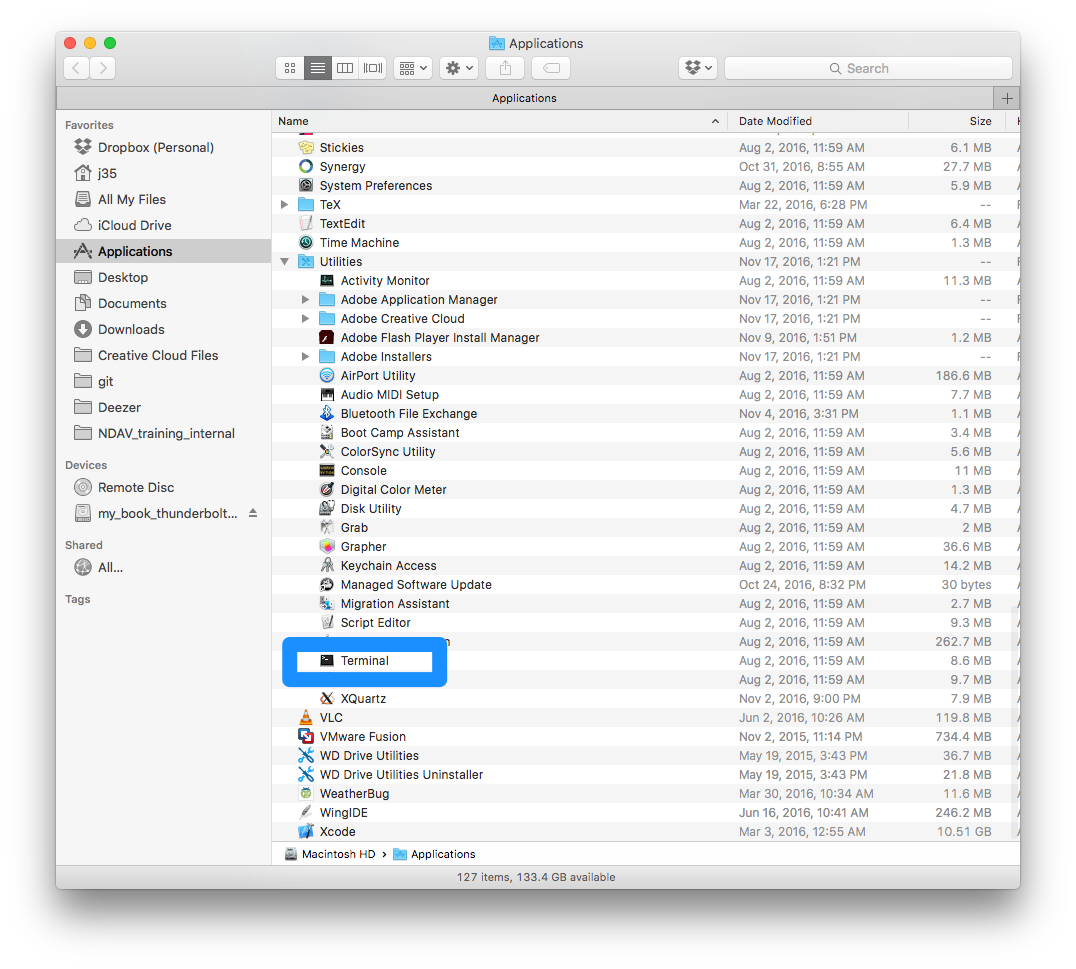 Applications
Search
Applications
Favorites
Dropbox (Personal)
j35
All My Files
iCloud Drive
Applications
Desktop
Documents
Downloads
Creative Cloud Files
git
Deezer
NDAV_training_internal
Devices
Remote Disc
my_book_thunderbolt...
Shared
All...
Tags
Name Date Modified Size
Stickies Aug 2, 2016, 11:59 AM 6.1 MB
Synergy Oct 31, 2016, 8:55 AM 27.7 MB
System Preferences Aug 2, 2016, 11:59 AM 5.9 MB
TeX Mar 22, 2016, 6:28 PM --
TextEdit Aug 2, 2016, 11:59 AM 6.4 MB
Time Machine Aug 2, 2016, 11:59 AM 1.3 MB
Utilities Nov 17, 2016, 1:21 PM --
Activity Monitor Aug 2, 2016, 11:59 AM 11.3 MB
Adobe Application Manager Nov 17, 2016, 1:21 PM --
Adobe Creative Cloud Nov 17, 2016, 1:21 PM --
Adobe Flash Player Install Manager Nov 9, 2016, 1:51 PM 1.2 MB
Adobe Installers Nov 17, 2016, 1:21 PM --
AirPort Utility Aug 2, 2016, 11:59 AM 186.6 MB
Audio MIDI Setup Aug 2, 2016, 11:59 AM 7.7 MB
Bluetooth File Exchange Nov 4, 2016, 3:31 PM 1.1 MB
Boot Camp Assistant Aug 2, 2016, 11:59 AM 3.4 MB
ColorSync Utility Aug 2, 2016, 11:59 AM 5.6 MB
Console Aug 2, 2016, 11:59 AM 11 MB
Digital Color Meter Aug 2, 2016, 11:59 AM 1.3 MB
Disk Utility Aug 2, 2016, 11:59 AM 4.7 MB
Grab Aug 2, 2016, 11:59 AM 2 MB
Grapher Aug 2, 2016, 11:59 AM 36.6 MB
Keychain Access Aug 2, 2016, 11:59 AM 14.2 MB
Managed Software Update Oct 24, 2016, 8:32 PM 30 bytes
Migration Assistant Aug 2, 2016, 11:59 AM 2.7 MB
Script Editor Aug 2, 2016, 11:59 AM 9.3 MB
Aug 2, 2016, 11:59 AM 262.7 MB
Terminal Aug 2, 2016, 11:59 AM 8.6 MB
Aug 2, 2016, 11:59 AM 9.7 MB
XQuartz Nov 2, 2016, 9:00 PM 7.9 MB
VLC Jun 2, 2016, 10:26 AM 119.8 MB
VMware Fusion Nov 2, 2015, 11:14 PM 734.4 MB
WD Drive Utilities May 19, 2015, 3:43 PM 36.7 MB
WD Drive Utilities Uninstaller May 19, 2015, 3:43 PM 21.8 MB
WeatherBug Mar 30, 2016, 10:34 AM 11.6 MB
WingIDE Jun 16, 2016, 10:41 AM 246.2 MB
Xcode Mar 3, 2016, 12:55 AM 10.51 GB
Macintosh HD › Applications
127 items, 133.4 GB available